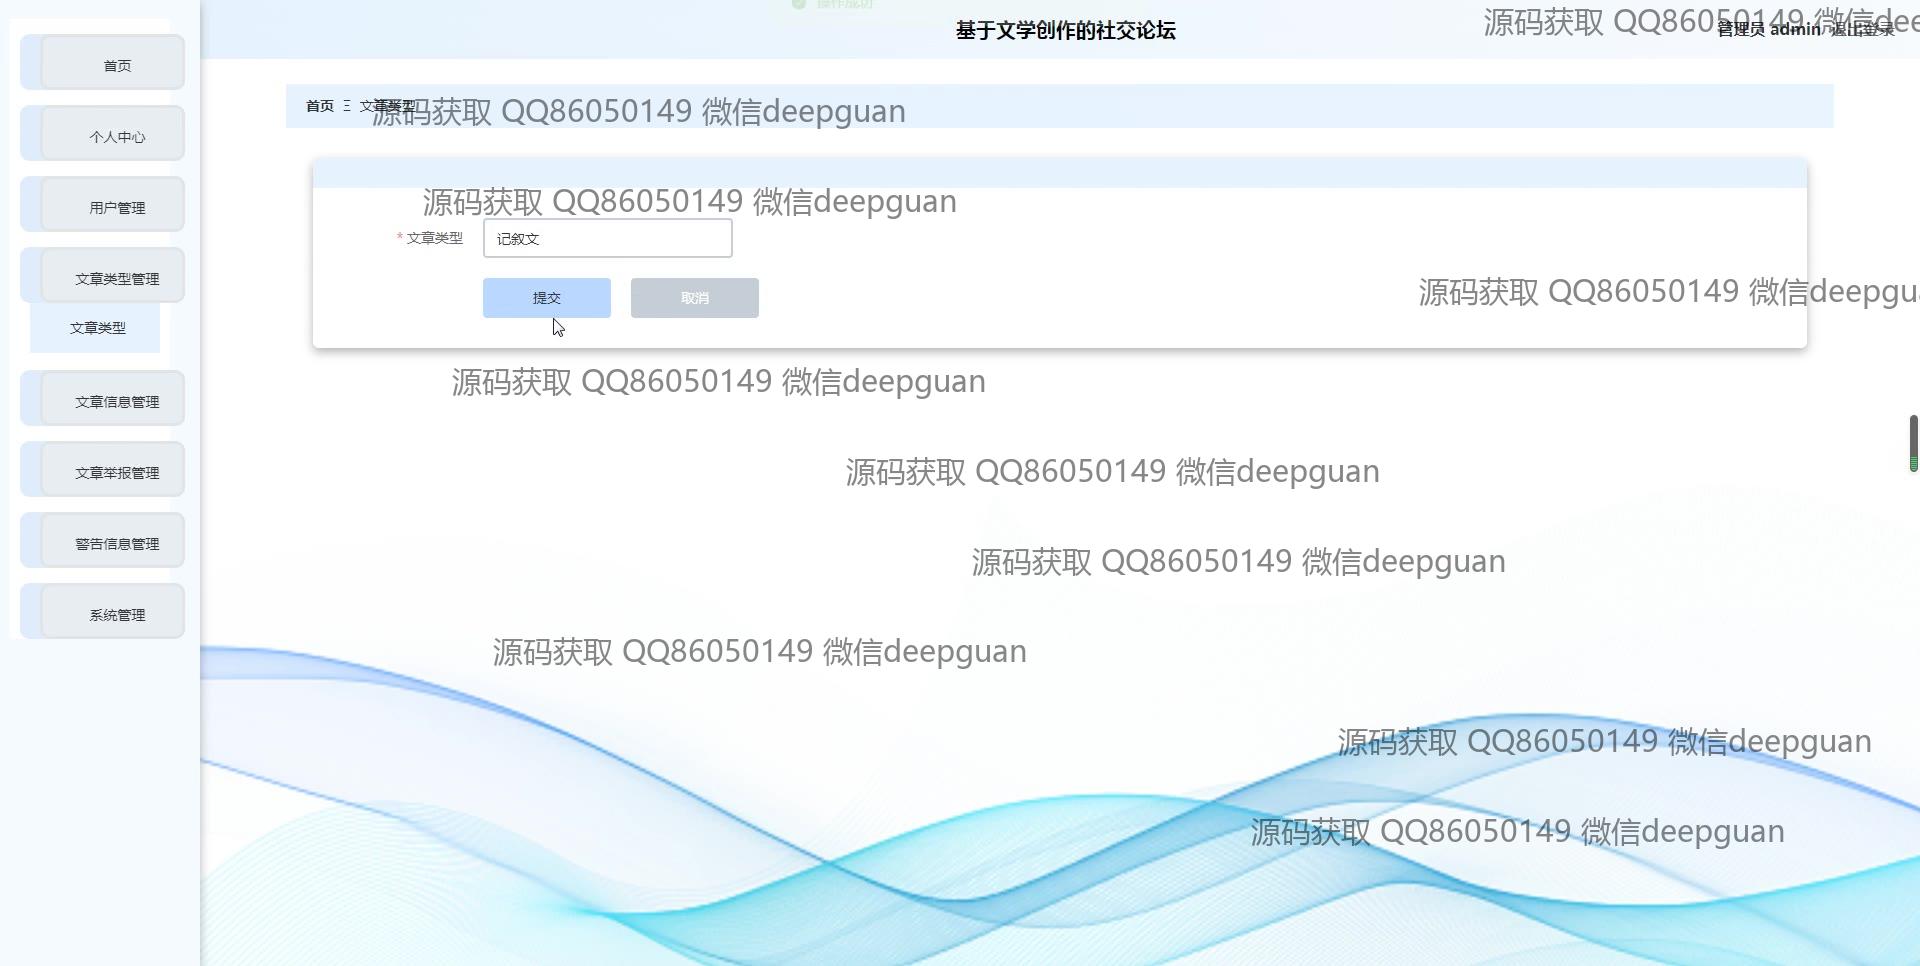 操作成功
基于文学创作的社交论坛
源码获取 QQ86050149 微信dee
管理员 admin
退出登录
首页
个人中心
用户管理
文章类型管理
文章类型
文章信息管理
文章举报管理
警告信息管理
系统管理
首页 Ξ 文章类型
源码获取 QQ86050149 微信deepguan
源码获取 QQ86050149 微信deepguan
* 文章类型
记叙文
提交
取消
源码获取 QQ86050149 微信deepgu
源码获取 QQ86050149 微信deepguan
源码获取 QQ86050149 微信deepguan
源码获取 QQ86050149 微信deepguan
源码获取 QQ86050149 微信deepguan
源码获取 QQ86050149 微信deepguan
源码获取 QQ86050149 微信deepguan